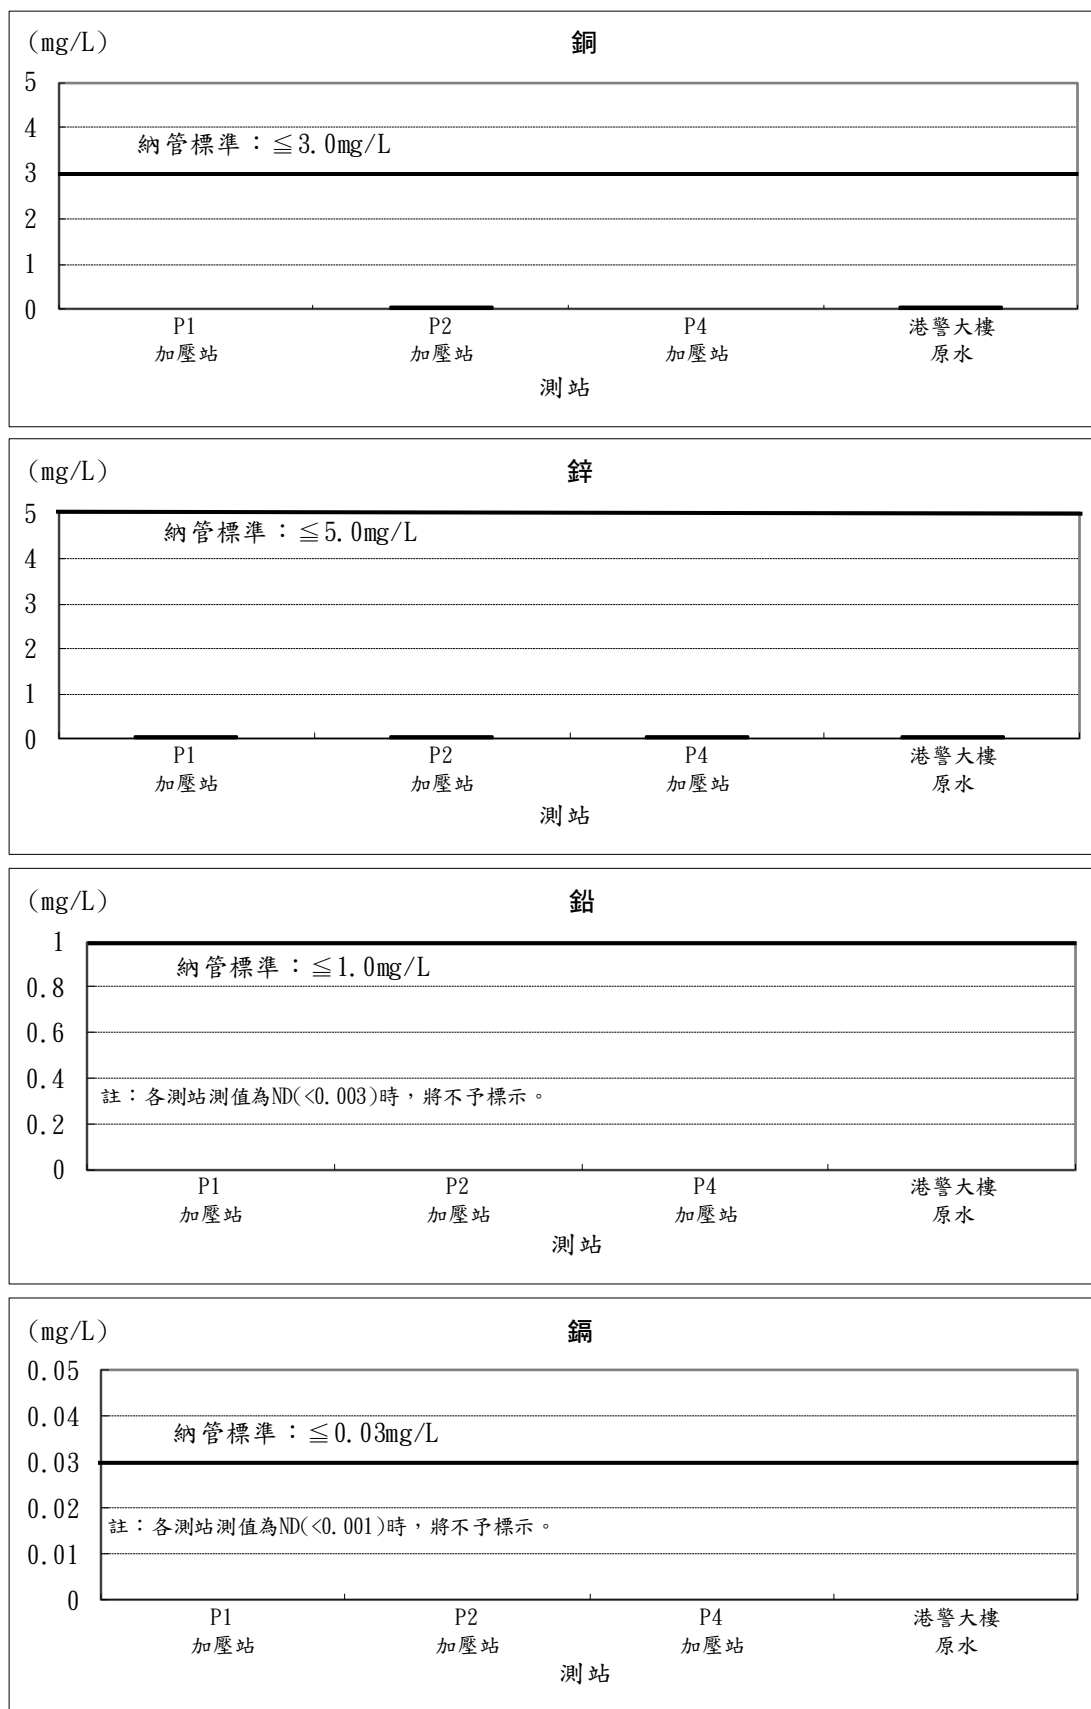 (mg/L)
銅
5
4
納管標準：≦3.0mg/L
3
2
1
0
P1 P2 P4 港警大樓
加壓站 加壓站 加壓站 原水
測站
(mg/L)
鋅
5
納管標準：≦5.0mg/L
4
3
2
1
0
P1 P2 P4 港警大樓
加壓站 加壓站 加壓站 原水
測站
(mg/L)
鉛
1
納管標準：≦1.0mg/L
0.8
0.6
0.4
註：各測站測值為ND(<0.003)時，將不予標示。
0.2
0
P1 P2 P4 港警大樓
加壓站 加壓站 加壓站 原水
測站
(mg/L)
鎘
0.05
0.04
納管標準：≦0.03mg/L
0.03
0.02
註：各測站測值為ND(<0.001)時，將不予標示。
0.01
0
P1 P2 P4 港警大樓
加壓站 加壓站 加壓站 原水
測站